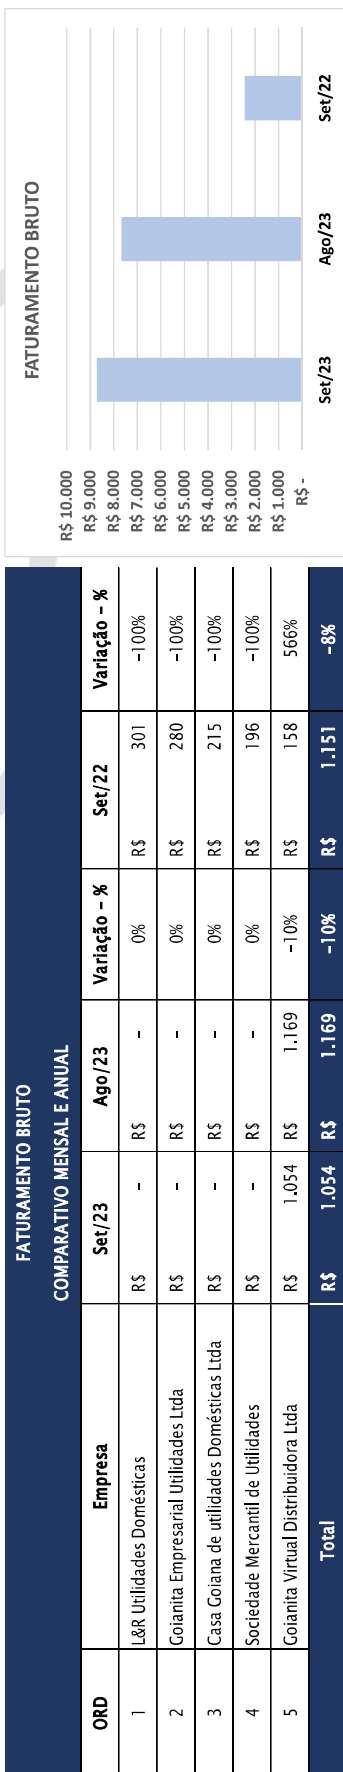 FATURAMENTO BRUTO
COMPARATIVO MENSAL E ANUAL
ORD Empresa Set/23 Ago/23 Variação - % Set/22 Variação - %
1 L&R Utilidades Domésticas R$ - R$ - 0% R$ 301 -100%
2 Goianita Empresarial Utilidades Ltda R$ - R$ - 0% R$ 280 -100%
3 Casa Goiana de utilidades Domésticas Ltda R$ - R$ - 0% R$ 215 -100%
4 Sociedade Mercantil de Utilidades R$ - R$ - 0% R$ 196 -100%
5 Goianita Virtual Distribuidora Ltda R$ 1.054 R$ 1.169 -10% R$ 158 566%
Total R$ 1.054 R$ 1.169 -10% R$ 1.151 -8%
FATURAMENTO BRUTO
R$ 10.000
R$ 9.000
R$ 8.000
R$ 7.000
R$ 6.000
R$ 5.000
R$ 4.000
R$ 3.000
R$ 2.000
R$ 1.000
R$ -
Set/23 Ago/23 Set/22